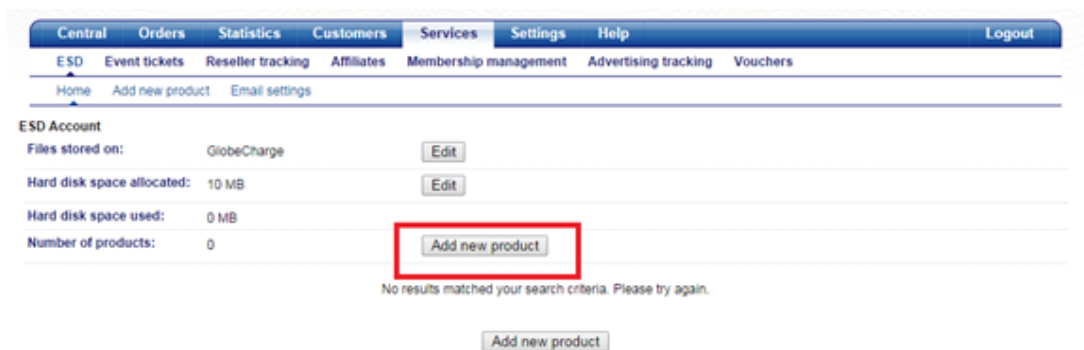 Central Orders Statistics Customers Services Settings Help Logout
ESD Event tickets Reseller tracking Affiliates Membership management Advertising tracking Vouchers
Home Add new product Email settings
ESD Account
Files stored on: GlobeCharge Edit
Hard disk space allocated: 10 MB Edit
Hard disk space used: 0 MB
Number of products: 0 Add new product
No results matched your search criteria. Please try again.
Add new product